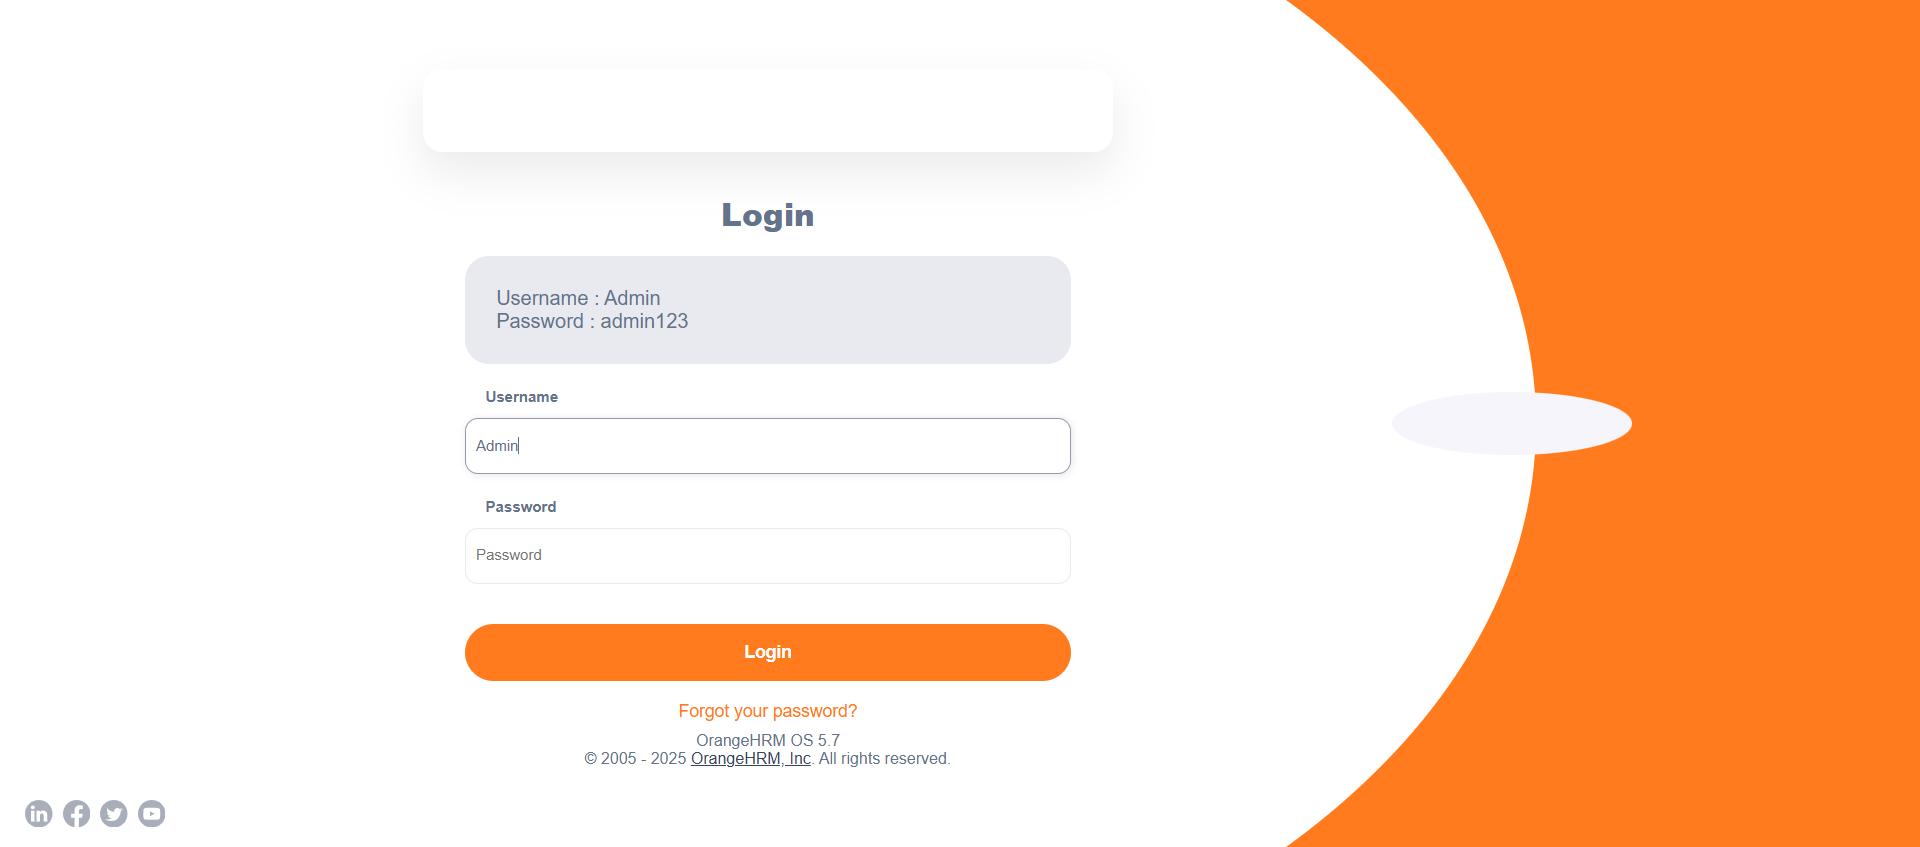 Login
Username : Admin
Password : admin123
Username
Admin
Password
Password
Login
Forgot your password?
OrangeHRM OS 5.7
© 2005 - 2025 OrangeHRM, Inc. All rights reserved.